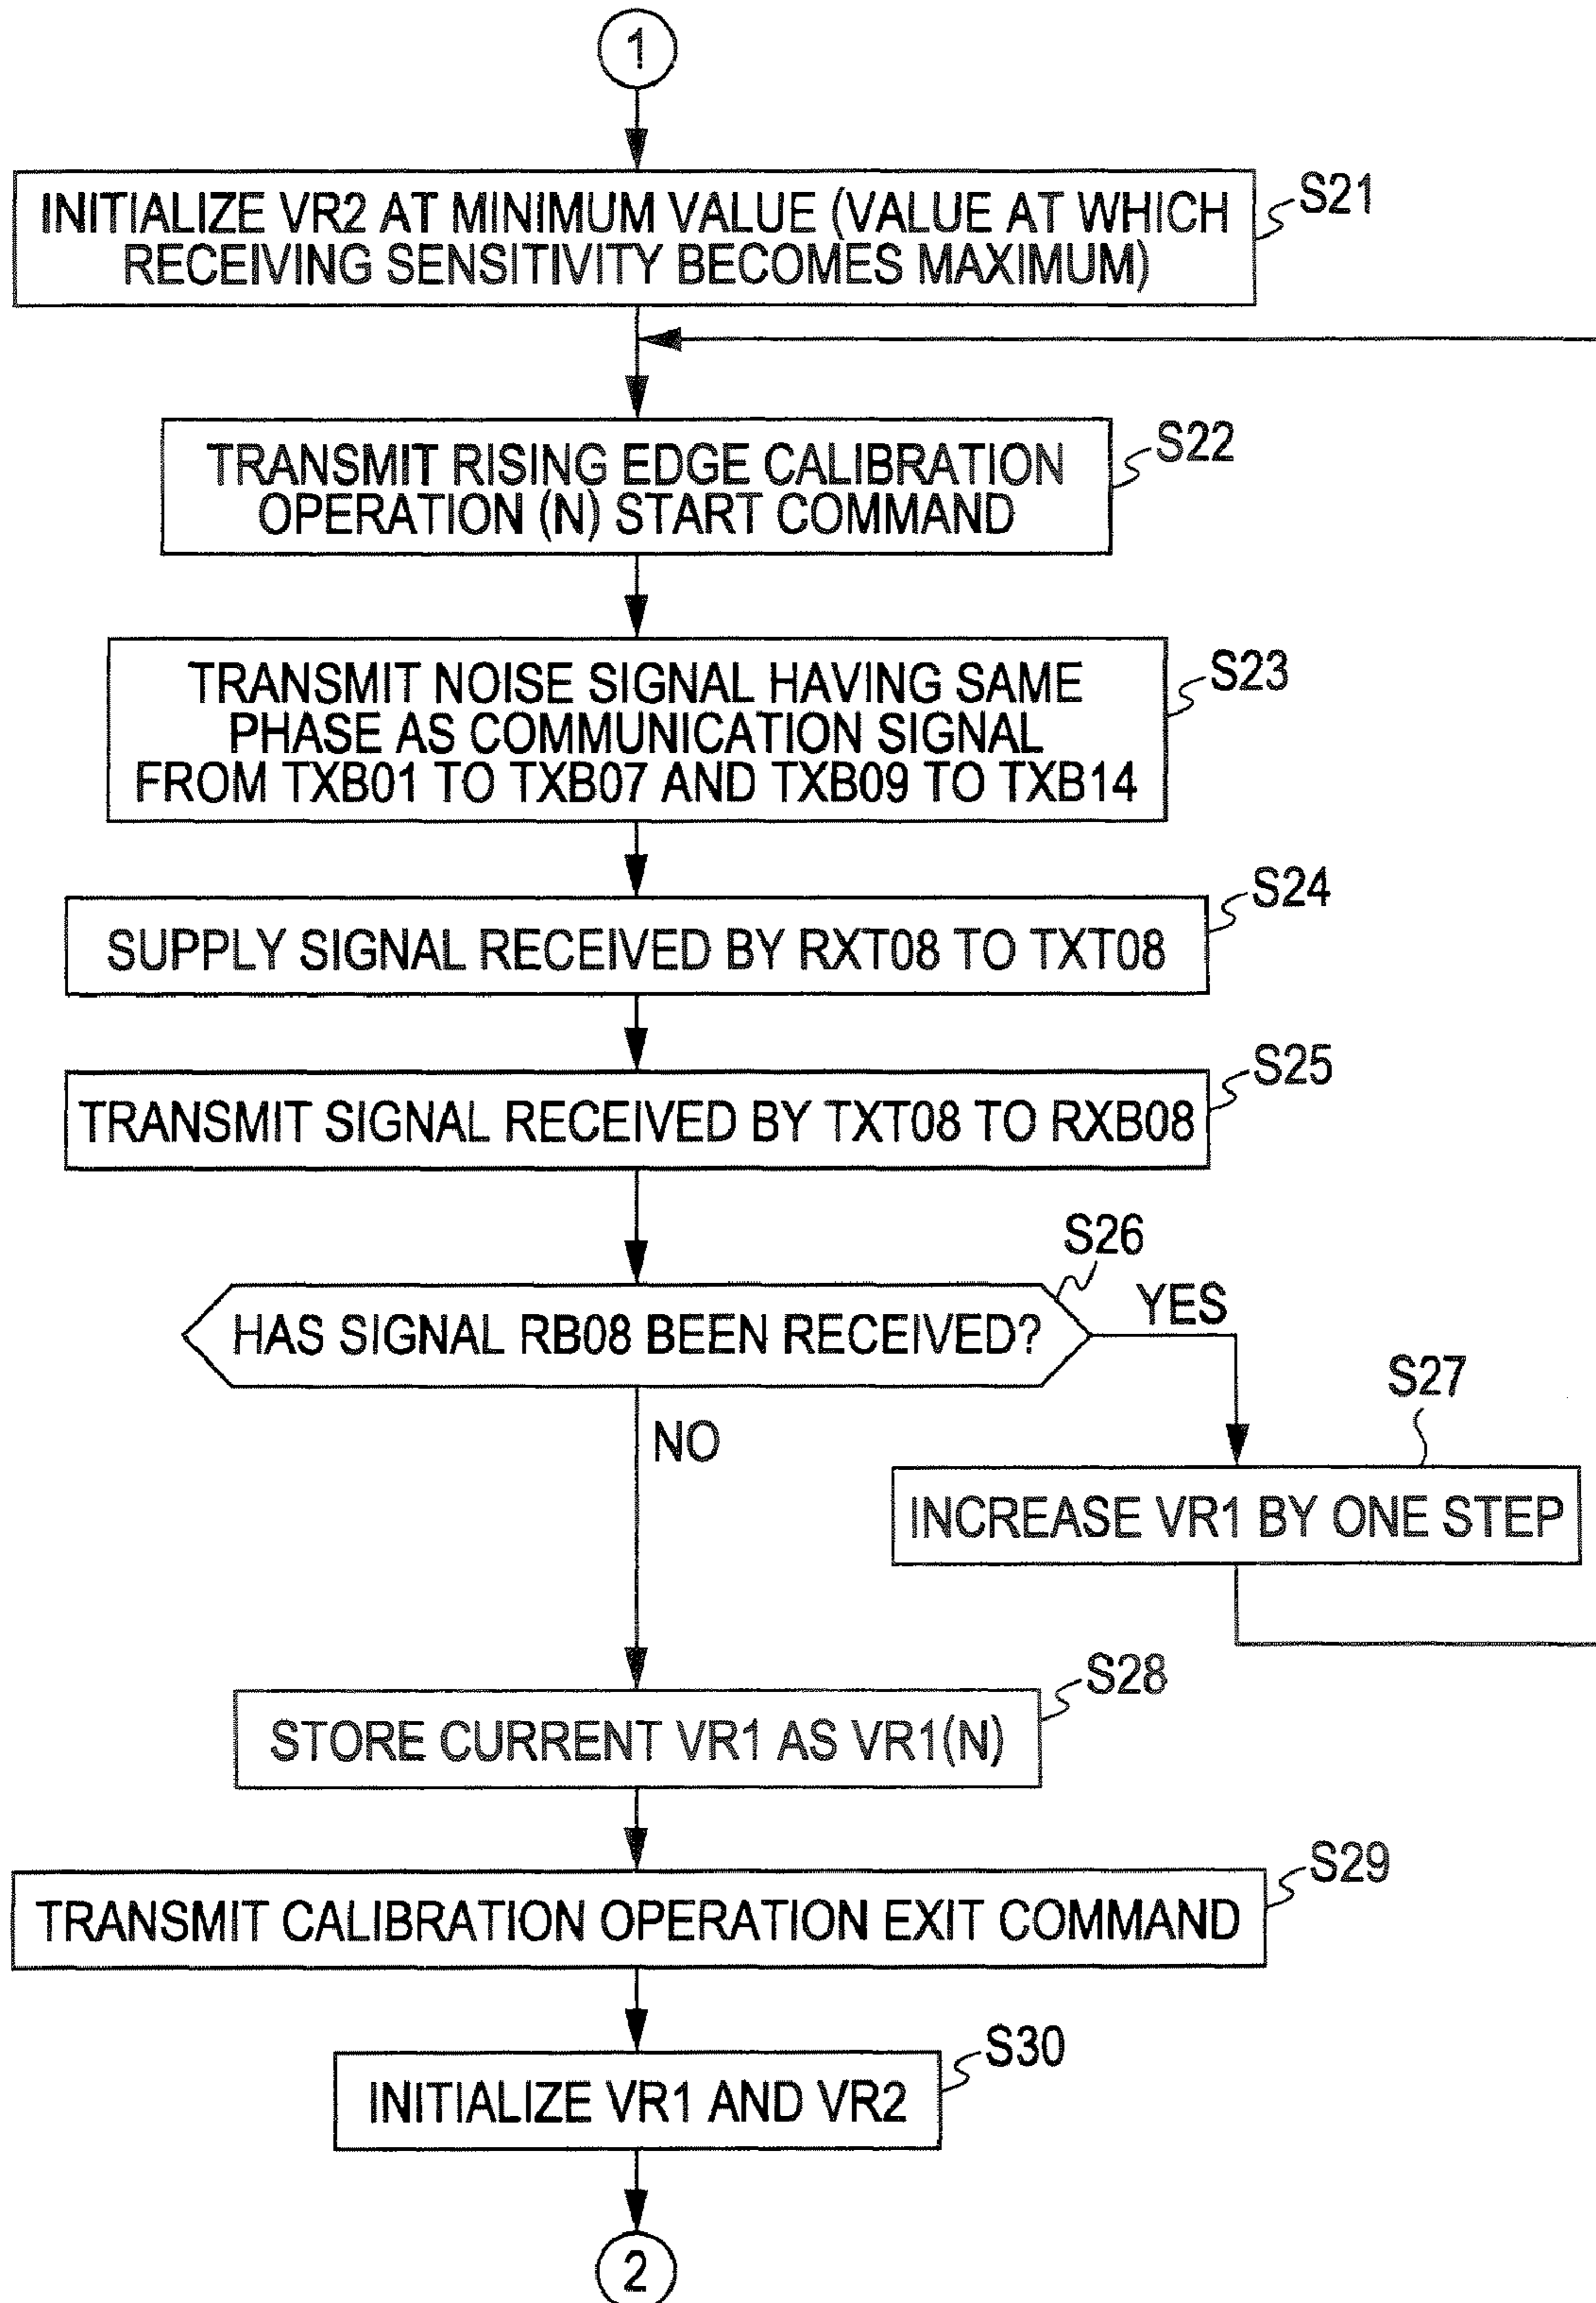 1
INITIALIZE VR2 AT MINIMUM VALUE (VALUE AT WHICH
RECEIVING SENSITIVITY BECOMES MAXIMUM)
S21
TRANSMIT RISING EDGE CALIBRATION
OPERATION (N) START COMMAND
S22
TRANSMIT NOISE SIGNAL HAVING SAME
PHASE AS COMMUNICATION SIGNAL
FROM TXB01 TO TXB07 AND TXB09 TO TXB14
S23
SUPPLY SIGNAL RECEIVED BY RXT08 TO TXT08
S24
TRANSMIT SIGNAL RECEIVED BY TXT08 TO RXB08
S25
HAS SIGNAL RB08 BEEN RECEIVED?
S26
YES
NO
S27
INCREASE VR1 BY ONE STEP
STORE CURRENT VR1 AS VR1(N)
S28
TRANSMIT CALIBRATION OPERATION EXIT COMMAND
S29
INITIALIZE VR1 AND VR2
S30
2